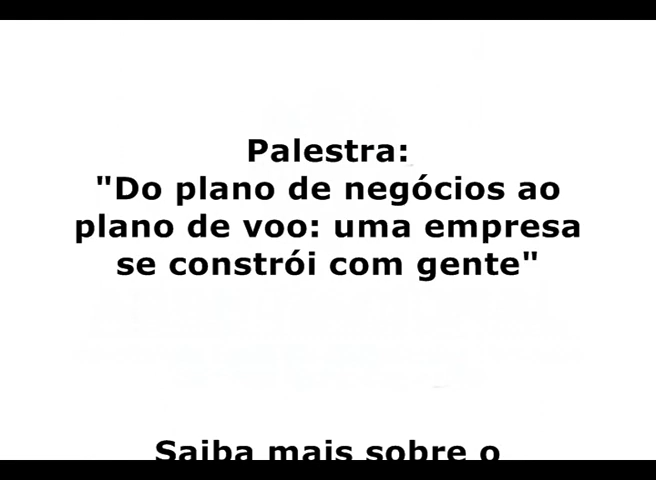 Palestra:
"Do plano de negócios ao
plano de voo: uma empresa
se constrói com gente"
Saiba mais sobre o